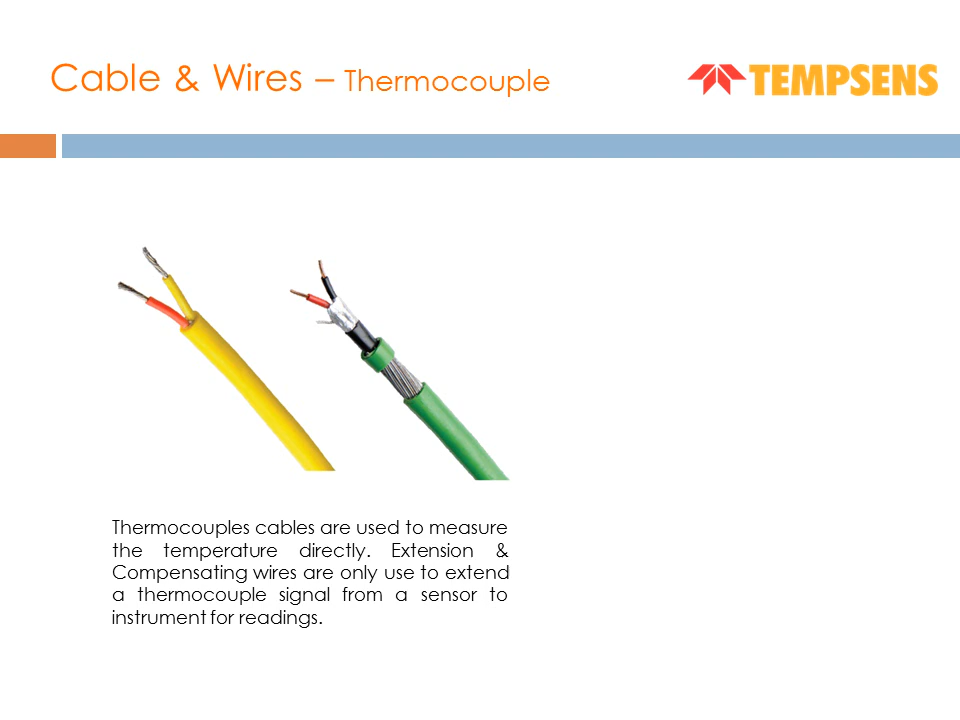 Cable & Wires – Thermocouple
TEMPSENS
Thermocouples cables are used to measure
the temperature directly. Extension &
Compensating wires are only use to extend
a thermocouple signal from a sensor to
instrument for readings.